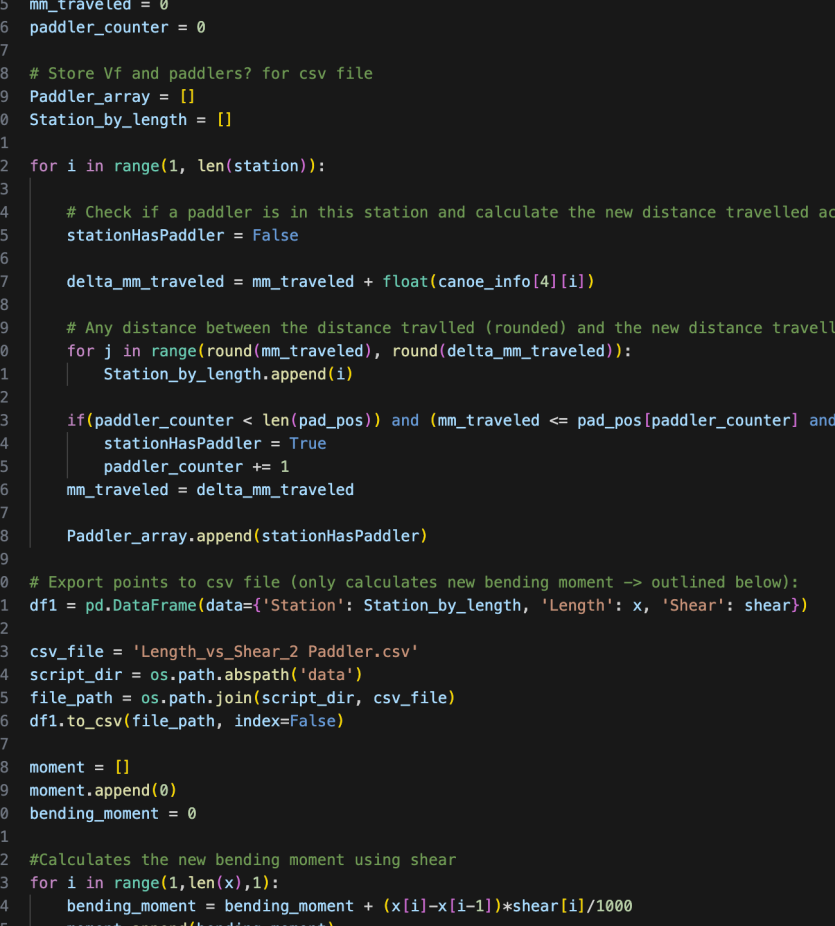 5 mm_traveled = 0
6 paddler_counter = 0
7
8 # Store Vf and paddlers? for csv file
9 Paddler_array = []
0 Station_by_length = []
1
2 for i in range(1, len(station)):
3
4 # Check if a paddler is in this station and calculate the new distance travelled ac
5 stationHasPaddler = False
6
7 delta_mm_traveled = mm_traveled + float(canoe_info[4][i])
8
9 # Any distance between the distance travlled (rounded) and the new distance travell
0 for j in range(round(mm_traveled), round(delta_mm_traveled)):
1 Station_by_length.append(i)
2
3 if(paddler_counter < len(pad_pos)) and (mm_traveled <= pad_pos[paddler_counter] and
4 stationHasPaddler = True
5 paddler_counter += 1
6 mm_traveled = delta_mm_traveled
7
8 Paddler_array.append(stationHasPaddler)
9
0 # Export points to csv file (only calculates new bending moment –> outlined below):
1 df1 = pd.DataFrame(data={'Station': Station_by_length, 'Length': x, 'Shear': shear})
2
3 csv_file = 'Length_vs_Shear_2 Paddler.csv'
4 script_dir = os.path.abspath('data')
5 file_path = os.path.join(script_dir, csv_file)
6 df1.to_csv(file_path, index=False)
7
8 moment = []
9 moment.append(0)
0 bending_moment = 0
1
2 #Calculates the new bending moment using shear
3 for i in range(1,len(x),1):
4 bending_moment = bending_moment + (x[i]-x[i-1])*shear[i]/1000
5 moment.append(bending_moment)